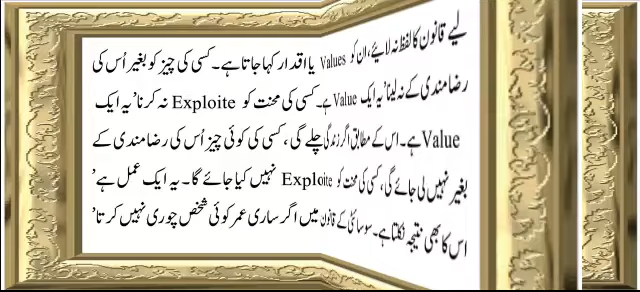 لیے قانون کا لفظ نہ لائیے، ان کو Values یا اقدار کہا جاتا ہے۔ کسی کی چیز کو بغیر اُس کی
رضامندی کے نہ لینا’ یہ ایک Value ہے۔ کسی کی محنت کو Exploite نہ کرنا’ یہ ایک
Value ہے۔ اس کے مطابق اگر زندگی چلے گی، کسی کی کوئی چیز اُس کی رضامندی کے
بغیر نہیں لی جائے گی، کسی کی محنت کو Exploite نہیں کیا جائے گا۔ یہ ایک عمل ہے’
اس کا بھی نتیجہ نکلتا ہے۔ سوسائٹی کے قانون میں اگر ساری عمر کوئی شخص چوری نہیں کرتا’